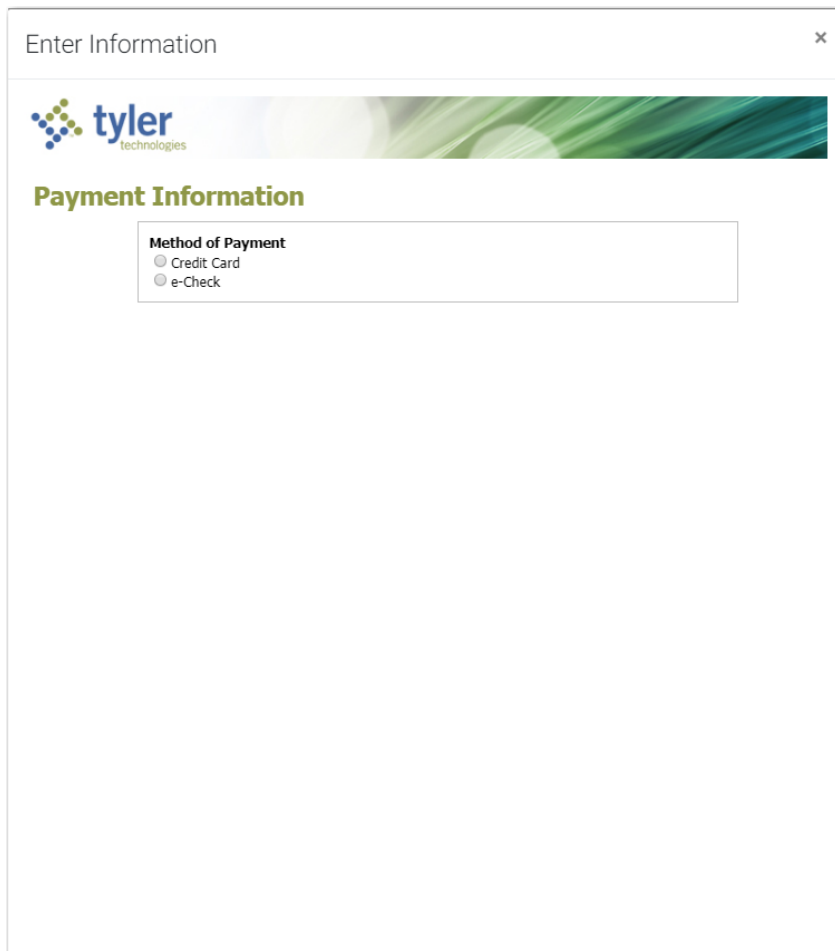 Enter Information
×
tyler
technologies
Payment Information
Method of Payment
Credit Card
e-Check